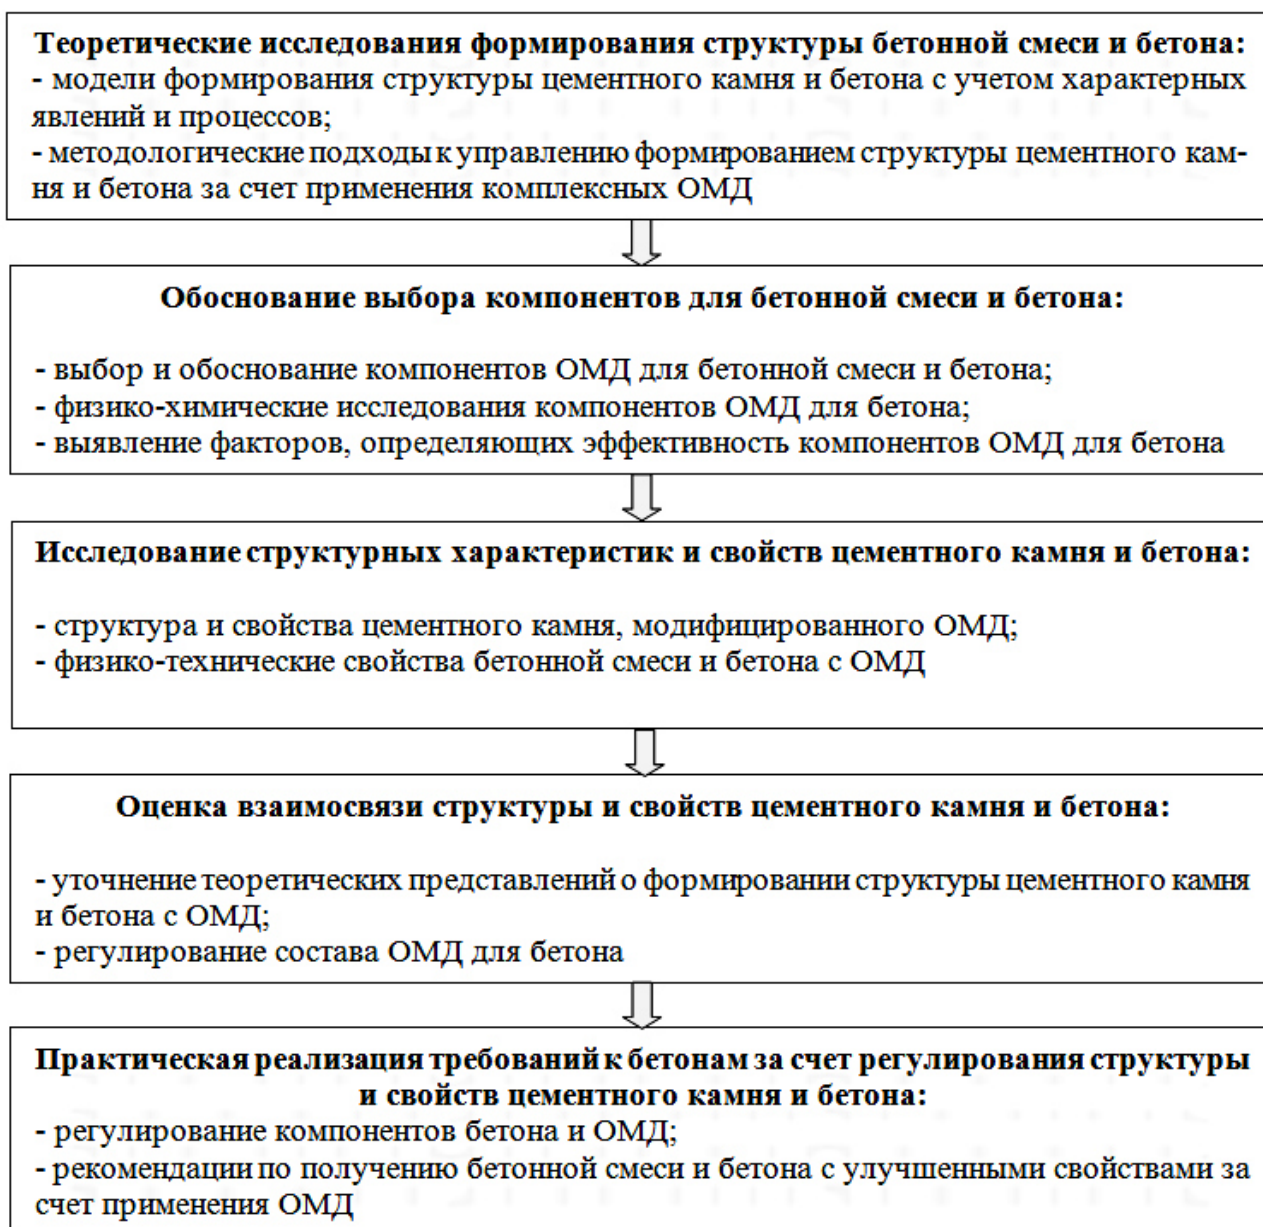 Теоретические исследования формирования структуры бетонной смеси и бетона:
- модели формирования структуры цементного камня и бетона с учетом характерных
явлений и процессов;
- методологические подходы к управлению формированием структуры цементного кам-
ня и бетона за счет применения комплексных ОМД
Обоснование выбора компонентов для бетонной смеси и бетона:
- выбор и обоснование компонентов ОМД для бетонной смеси и бетона;
- физико-химические исследования компонентов ОМД для бетона;
- выявление факторов, определяющих эффективность компонентов ОМД для бетона
Исследование структурных характеристик и свойств цементного камня и бетона:
- структура и свойства цементного камня, модифицированного ОМД;
- физико-технические свойства бетонной смеси и бетона с ОМД
Оценка взаимосвязи структуры и свойств цементного камня и бетона:
- уточнение теоретических представлений о формировании структуры цементного камня
и бетона с ОМД;
- регулирование состава ОМД для бетона
Практическая реализация требований к бетонам за счет регулирования структуры
и свойств цементного камня и бетона:
- регулирование компонентов бетона и ОМД;
- рекомендации по получению бетонной смеси и бетона с улучшенными свойствами за
счет применения ОМД